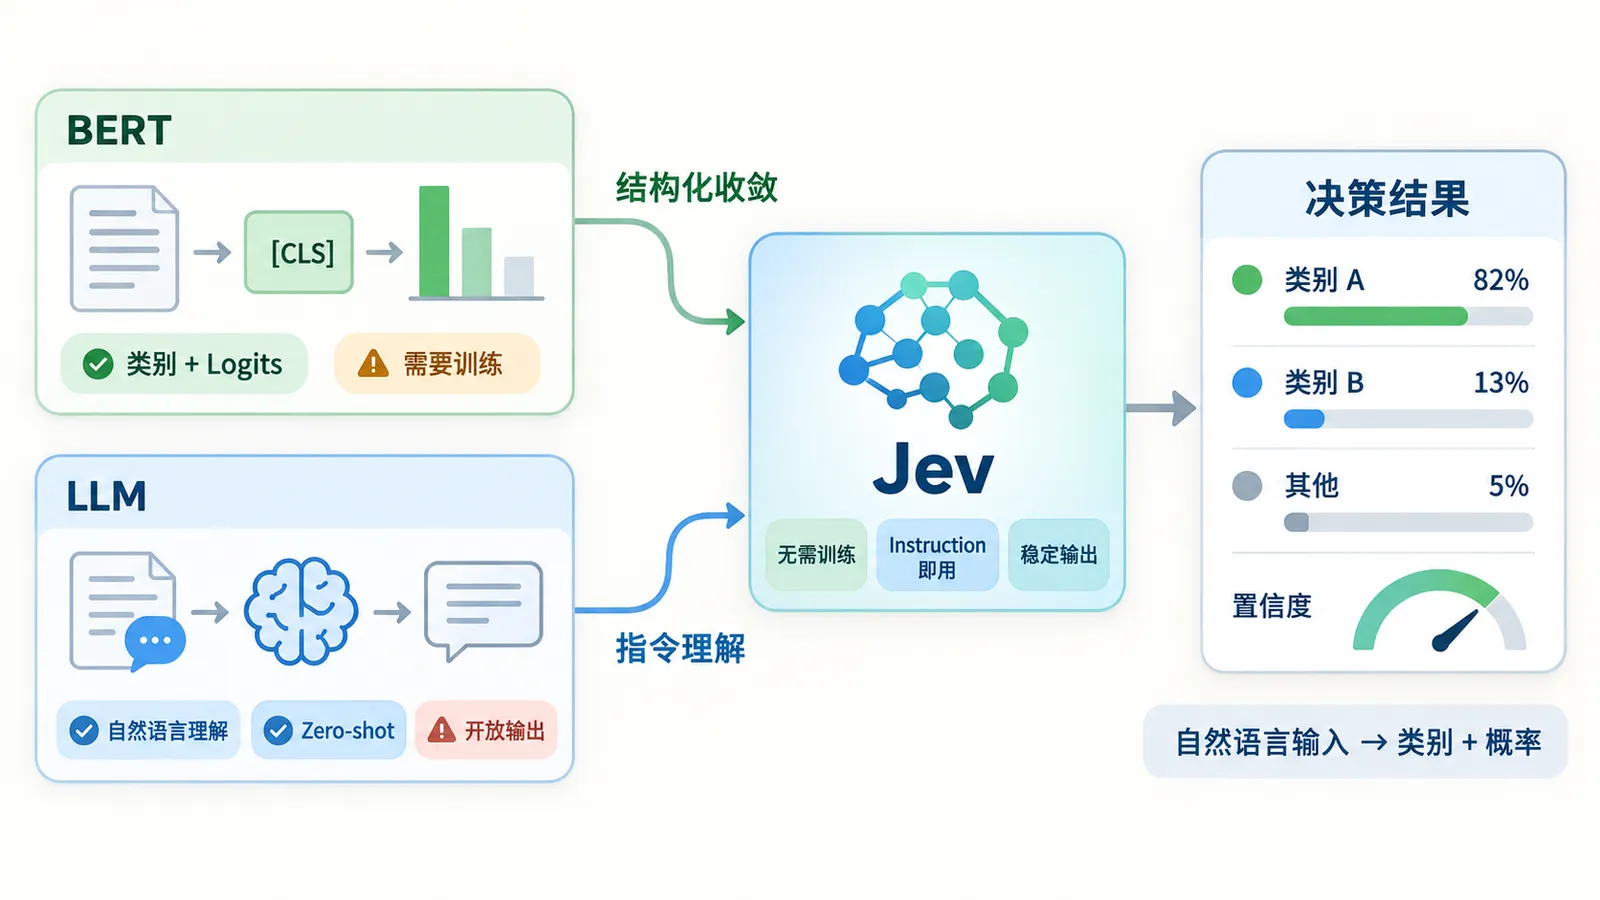 BERT
[CLS]
类别 + Logits
需要训练
结构化收敛
LLM
自然语言理解
Zero-shot
开放输出
指令理解
Jev
无需训练
Instruction
即用
稳定输出
决策结果
类别 A 82%
类别 B 13%
其他 5%
置信度
自然语言输入 → 类别 + 概率